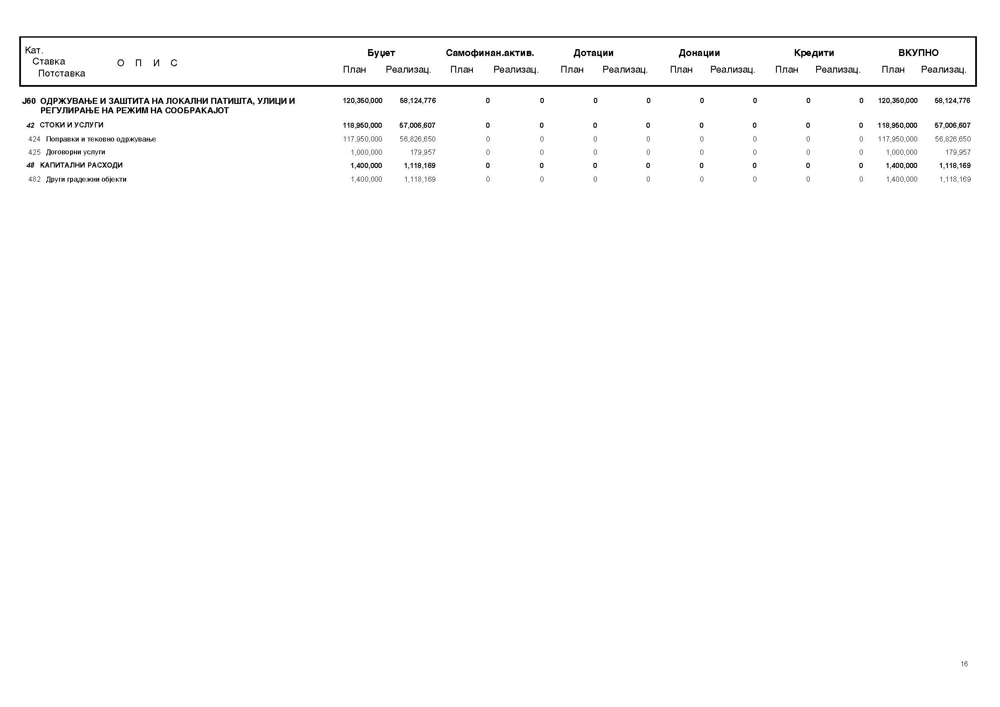 Кат.
Ставка
Потставка
О П И С
Буџет Самофинан.актив. Дотации Донации Кредити ВКУПНО
План Реализац. План Реализац. План Реализац. План Реализац. План Реализац. План Реализац.
Ј60 ОДРЖУВАЊЕ И ЗАШТИТА НА ЛОКАЛНИ ПАТИШТА, УЛИЦИ И 120,350,000 58,124,776 0 0 0 0 0 0 0 0 120,350,000 58,124,776
РЕГУЛИРАЊЕ НА РЕЖИМ НА СООБРАКАЈОТ
42 СТОКИ И УСЛУГИ 118,950,000 57,006,607 0 0 0 0 0 0 0 0 118,950,000 57,006,607
424 Поправки и тековно одржување 117,950,000 56,826,650 0 0 0 0 0 0 0 0 117,950,000 56,826,650
425 Договорни услуги 1,000,000 179,957 0 0 0 0 0 0 0 0 1,000,000 179,957
48 КАПИТАЛНИ РАСХОДИ 1,400,000 1,118,169 0 0 0 0 0 0 0 0 1,400,000 1,118,169
482 Други градежни објекти 1,400,000 1,118,169 0 0 0 0 0 0 0 0 1,400,000 1,118,169
16